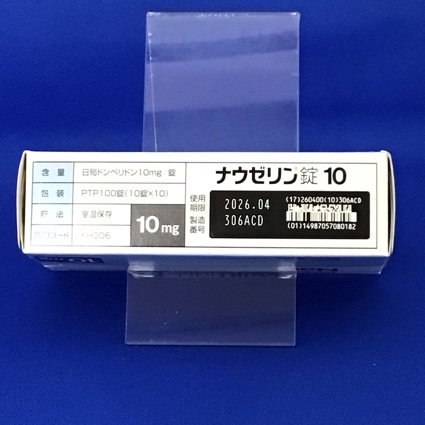 含　量　日局ドンペリドン10mg 錠
包　装　PTP100錠(10錠×10)
貯　法　室温保存
KH306
10mg
ナウゼリン錠 10
使用期限 2026.04
製造番号 306ACD
(17)260400(10)306ACD
(01)14987057080182